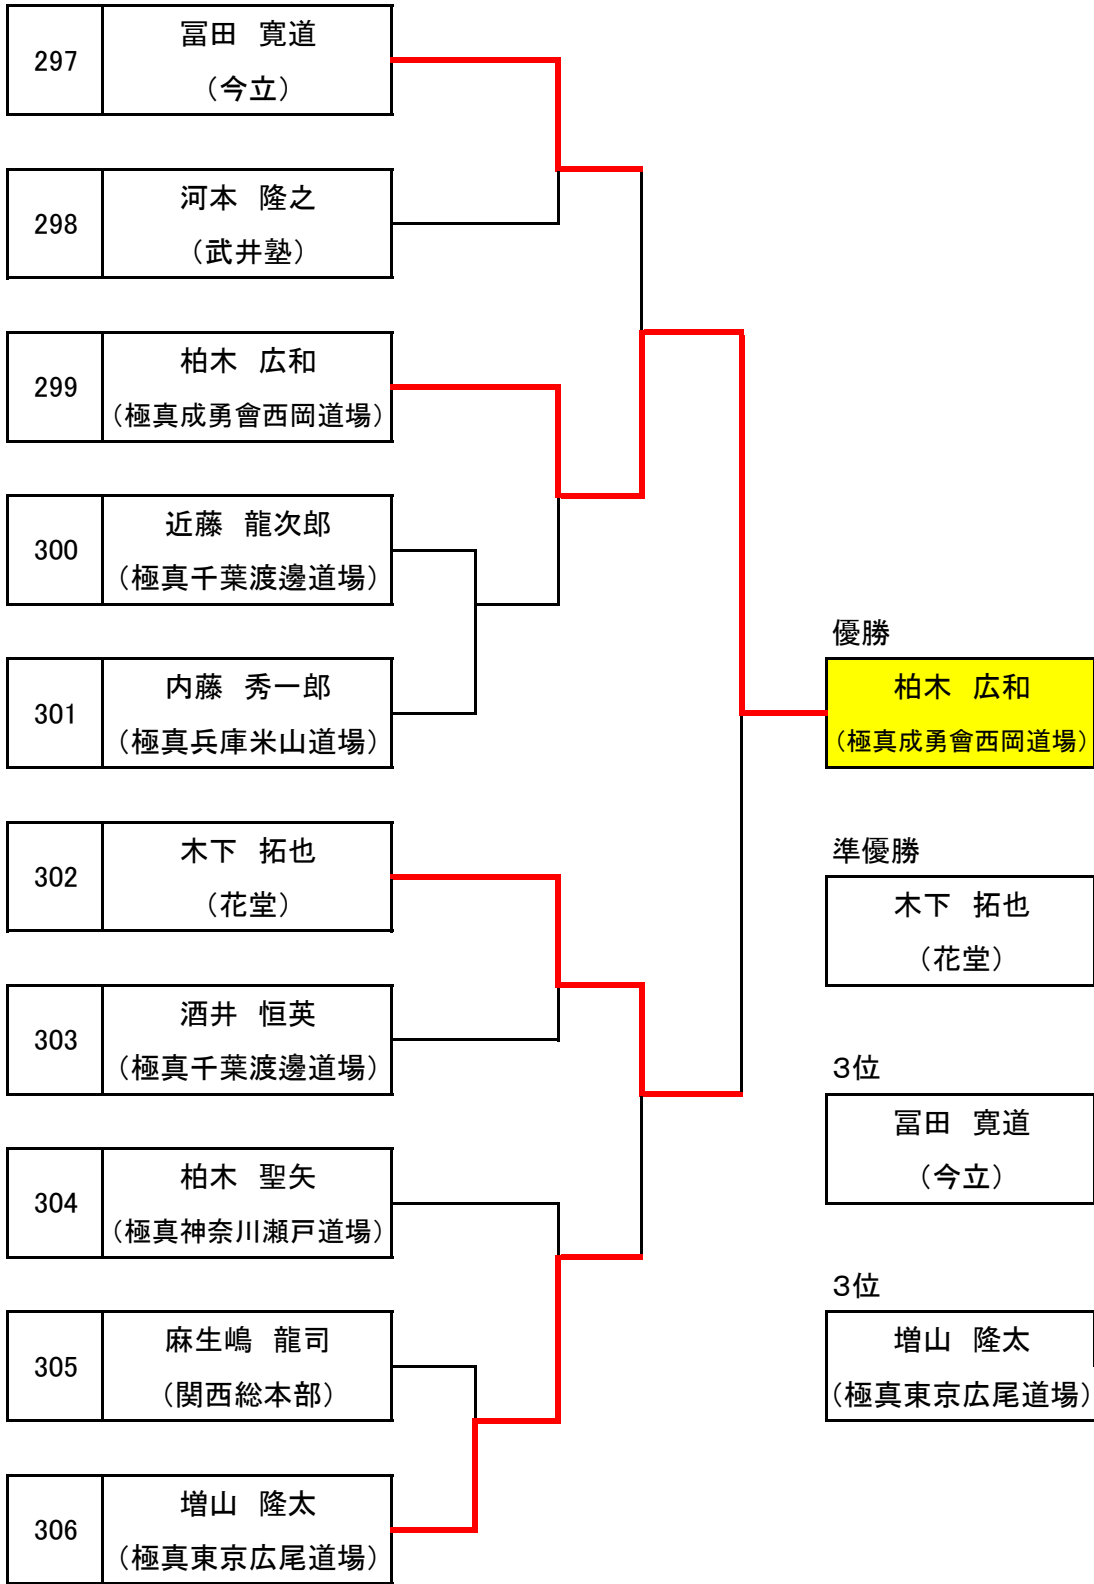 297
冨田　寛道
（今立）
298
河本　隆之
（武井塾）
299
柏木　広和
（極真成勇會西岡道場）
300
近藤　龍次郎
（極真千葉渡邊道場）
301
内藤　秀一郎
（極真兵庫米山道場）
302
木下　拓也
（花堂）
303
酒井　恒英
（極真千葉渡邊道場）
304
柏木　聖矢
（極真神奈川瀬戸道場）
305
麻生嶋　龍司
（関西総本部）
306
増山　隆太
（極真東京広尾道場）
優勝
柏木　広和
（極真成勇會西岡道場）
準優勝
木下　拓也
（花堂）
３位
冨田　寛道
（今立）
３位
増山　隆太
（極真東京広尾道場）